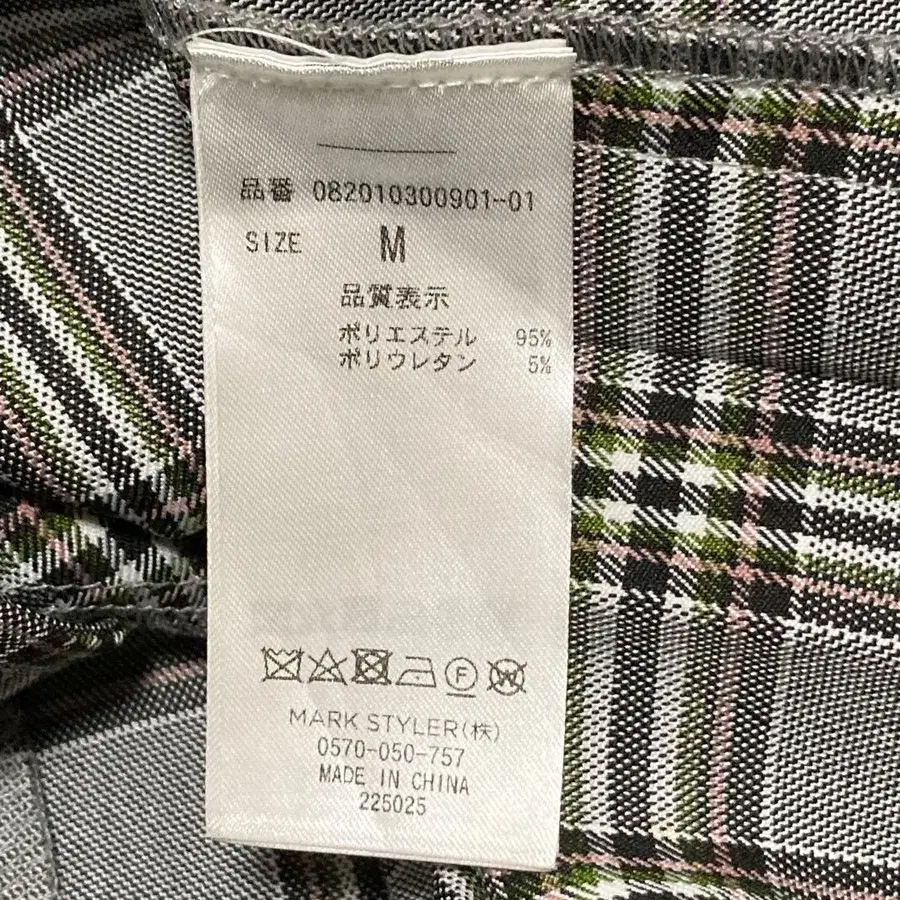 品番 082010300901-01
SIZE M
品質表示
ポリエステル 95%
ポリウレタン 5%
F W
MARK STYLER(株)
0570-050-757
MADE IN CHINA
225025